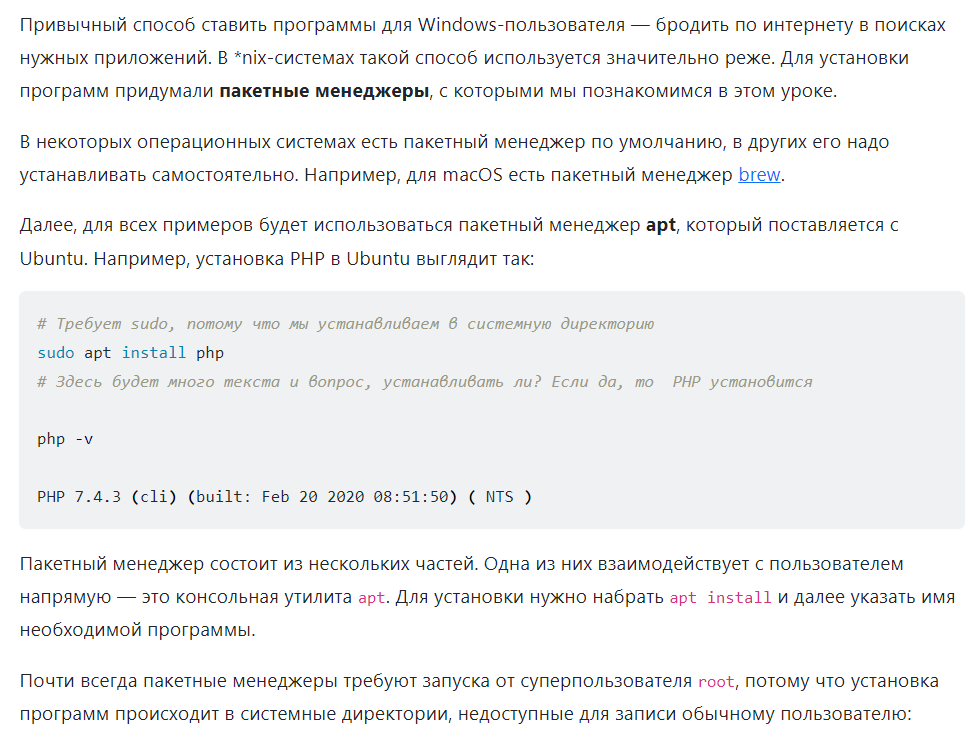 Привычный способ ставить программы для Windows-пользователя — бродить по интернету в поисках
нужных приложений. В *nix-системах такой способ используется значительно реже. Для установки
программ придумали пакетные менеджеры, с которыми мы познакомимся в этом уроке.
В некоторых операционных системах есть пакетный менеджер по умолчанию, в других его надо
устанавливать самостоятельно. Например, для macOS есть пакетный менеджер brew.
Далее, для всех примеров будет использоваться пакетный менеджер apt, который поставляется с
Ubuntu. Например, установка PHP в Ubuntu выглядит так:
# Требует sudo, потому что мы устанавливаем в системную директорию
sudo apt install php
# Здесь будет много текста и вопрос, устанавливать ли? Если да, то  PHP установится
php -v
PHP 7.4.3 (cli) (built: Feb 20 2020 08:51:50) ( NTS )
Пакетный менеджер состоит из нескольких частей. Одна из них взаимодействует с пользователем
напрямую — это консольная утилита apt. Для установки нужно набрать apt install и далее указать имя
необходимой программы.
Почти всегда пакетные менеджеры требуют запуска от суперпользователя root, потому что установка
программ происходит в системные директории, недоступные для записи обычному пользователю: